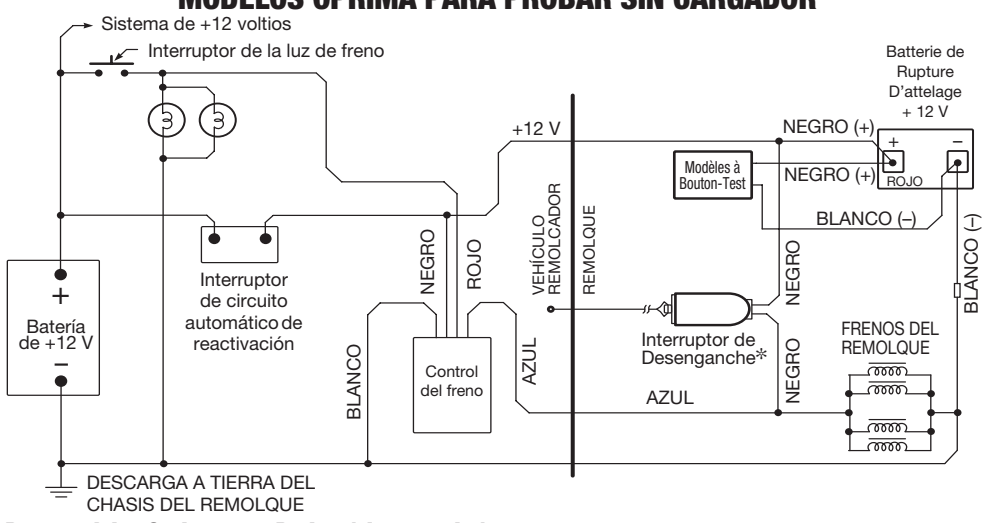 MODELOS OPRIMA PARA PROBAR SIN CARGADOR
Sistema de +12 voltios
Interruptor de la luz de freno
Batterie de
Rupture
D'attelage
+ 12 V
+12 V
NEGRO (+)
+
−
ROJO
Modèles à
Bouton-Test
NEGRO (+)
BLANCO (–)
BLANCO (–)
VEHÍCULO
REMOLCADOR
REMOLQUE
NEGRO
ROJO
NEGRO
+
Batería
de +12 V
−
Interruptor
de circuito
automático de
reactivación
Interruptor de
Desenganche*
FRENOS DEL
REMOLQUE
BLANCO
Control
del freno
AZUL
AZUL
NEGRO
DESCARGA A TIERRA DEL
CHASIS DEL REMOLQUE